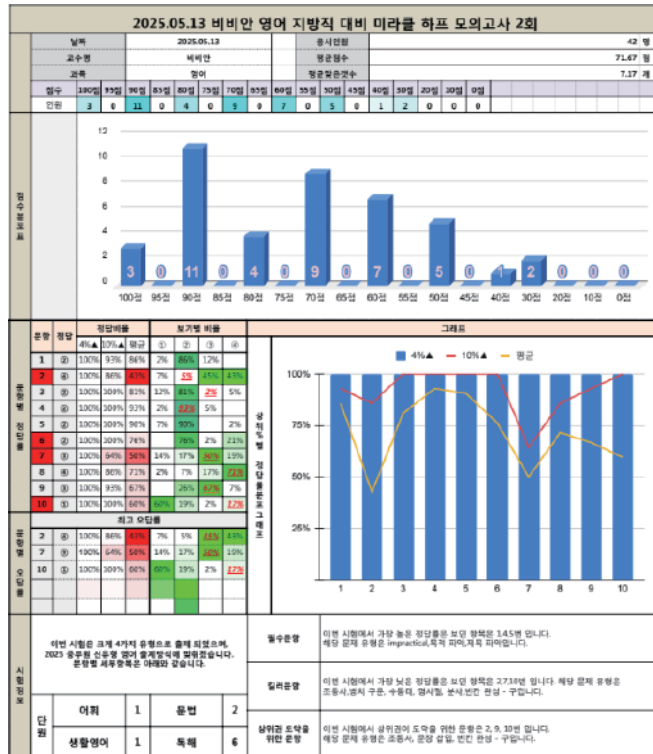 2025.05.13 비비안 영어 지방직 대비 미라클 하프 모의고사 2회
날짜 2025.05.13 응시인원 42 명
교수명 비비안 평균점수 71.67 점
과목 영어 평균맞은갯수 7.17 개
점수 100점 95점 90점 85점 80점 75점 70점 65점 60점 55점 50점 45점 40점 30점 20점 10점 0점
인원 3 0 11 0 4 0 9 0 7 0 5 0 1 2 0 0 0
점수분포표
12
10
8
6
4
2
0
3 0 11 0 4 0 9 0 7 0 5 0 1 2 0 0 0
100점 95점 90점 85점 80점 75점 70점 65점 60점 55점 50점 45점 40점 30점 20점 10점 0점
문항별 정답률
문항 정답 정답비율 보기별 비율 그래프
4%▲ 10%▲ 평균 ① ② ③ ④
1 ② 100% 93% 86% 2% 86% 12%
2 ④ 100% 86% 43% 7% 5% 45% 43%
3 100% 100% 81% 12% 81% 2% 5%
4 ② 100% 100% 93% 2% 93% 5%
5 ② 100% 100% 90% 7% 90% 2%
6 ② 100% 100% 76% 76% 2% 21%
7 ③ 100% 64% 50% 14% 17% 50% 19%
8 ④ 100% 86% 71% 2% 7% 17% 71%
9 ③ 100% 93% 67% 26% 67% 7%
10 ① 100% 100% 60% 60% 19% 2% 17%
최고 오답률
문항별 오답률
2 ④ 100% 86% 43% 7% 5% 45% 43%
7 ③ 100% 64% 50% 14% 17% 50% 19%
10 ① 100% 100% 60% 60% 19% 2% 17%
상위%별 정답률분포그래프
4%▲ 10%▲ 평균
100%
75%
50%
25%
100%
75%
50%
25%
1 2 3 4 5 6 7 8 9 10
시험정보
이번 시험은 크게 4가지 유형으로 출제 되었으며,
2025 공무원 신유형 영어 출제방식에 맞춰졌습니다.
문항별 세부항목은 아래와 같습니다.
단원
어휘 1 문법 2
생활영어 1 독해 6
필수문항
이번 시험에서 가장 높은 정답률은 보인 항목은 3,4,5번 입니다.
해당 문제 유형은 impractical,목적 파악,제목 파악입니다.
킬러문항
이번 시험에서 가장 낮은 정답률은 보인 항목은 2,7,10번 입니다. 해당 문제 유형은
조동사,병치 구문, 수동태, 명사절, 분사,빈칸 완성 - 구입니다.
상위권 도약을
위한 문항
이번 시험에서 상위권이 도약을 위한 문항은 2, 9, 10번 입니다.
해당 문제 유형은 조동사, 문장 삽입, 빈칸 완성 - 구입니다.